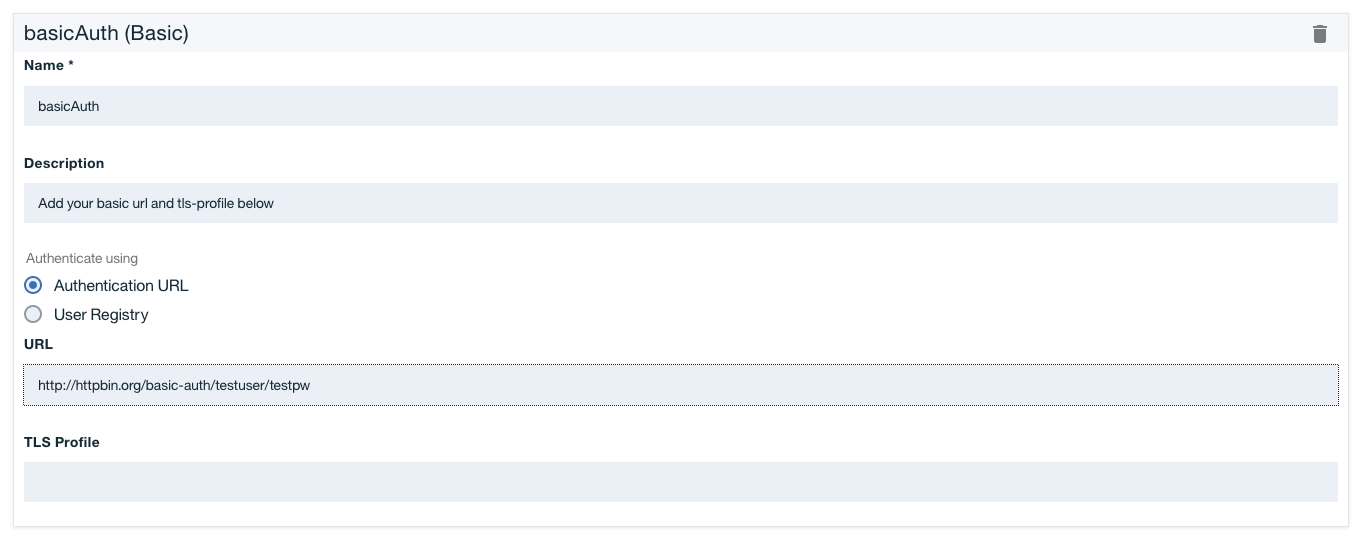 basicAuth (Basic)
Name *
basicAuth
Description
Add your basic url and tls-profile below
Authenticate using
Authentication URL
User Registry
URL
http://httpbin.org/basic-auth/testuser/testpw
TLS Profile